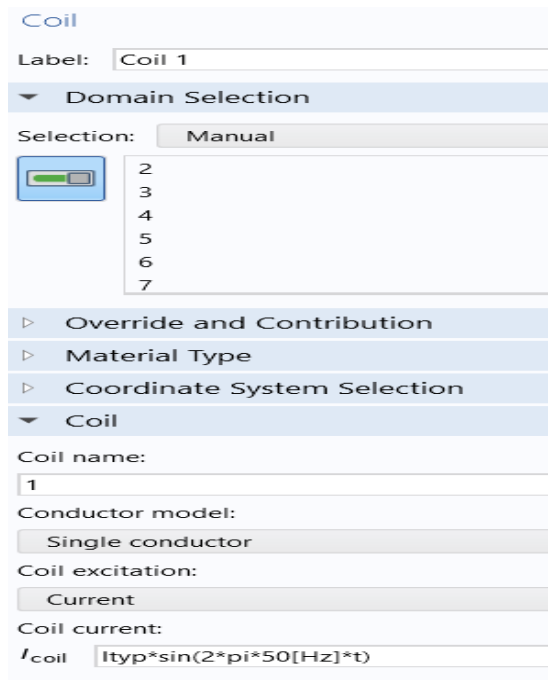 Coil
Label: Coil 1
Domain Selection
Selection: Manual
2
3
4
5
6
7
Override and Contribution
Material Type
Coordinate System Selection
Coil
Coil name:
1
Conductor model:
Single conductor
Coil excitation:
Current
Coil current:
Icoil Ityp*sin(2*pi*50[Hz]*t)